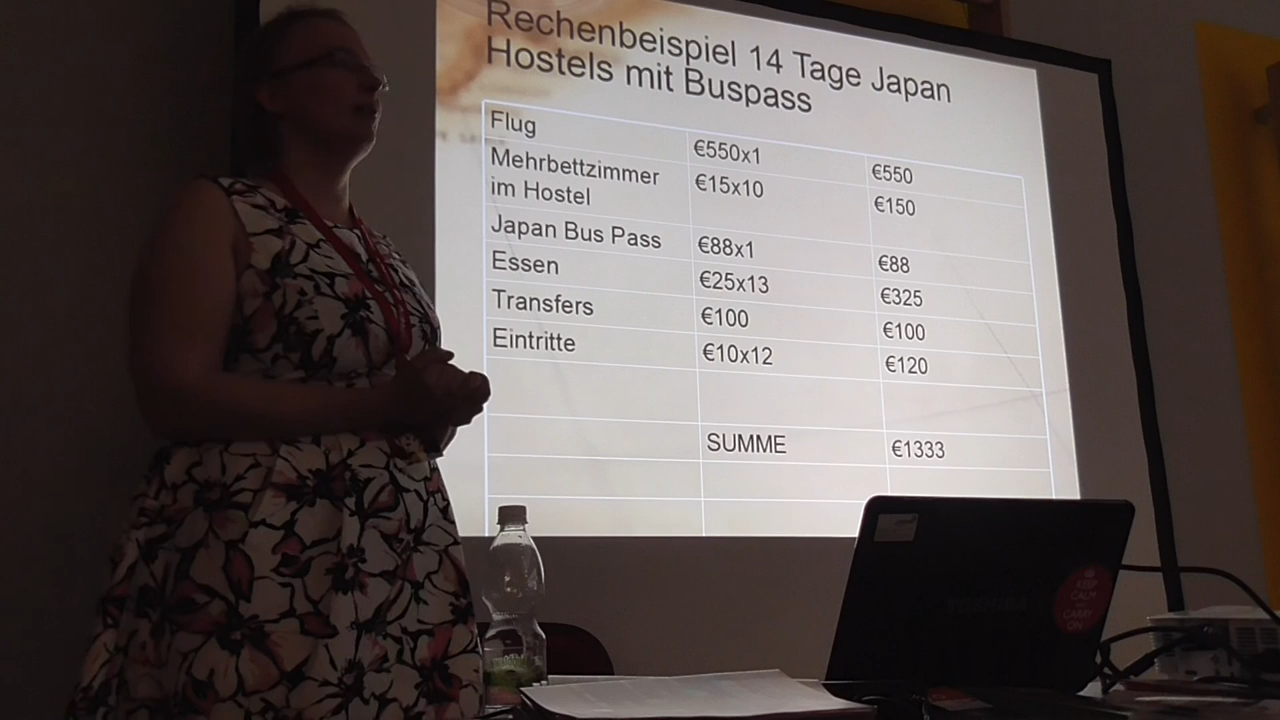 Rechenbeispiel 14 Tage Japan
Hostels mit Buspass
Flug €550x1 €550
Mehrbettzimmer im Hostel €15x10 €150
Japan Bus Pass €88x1 €88
Essen €25x13 €325
Transfers €100 €100
Eintritte €10x12 €120
SUMME €1333
TOSHIBA
KEEP
CALM
CARRY
ON